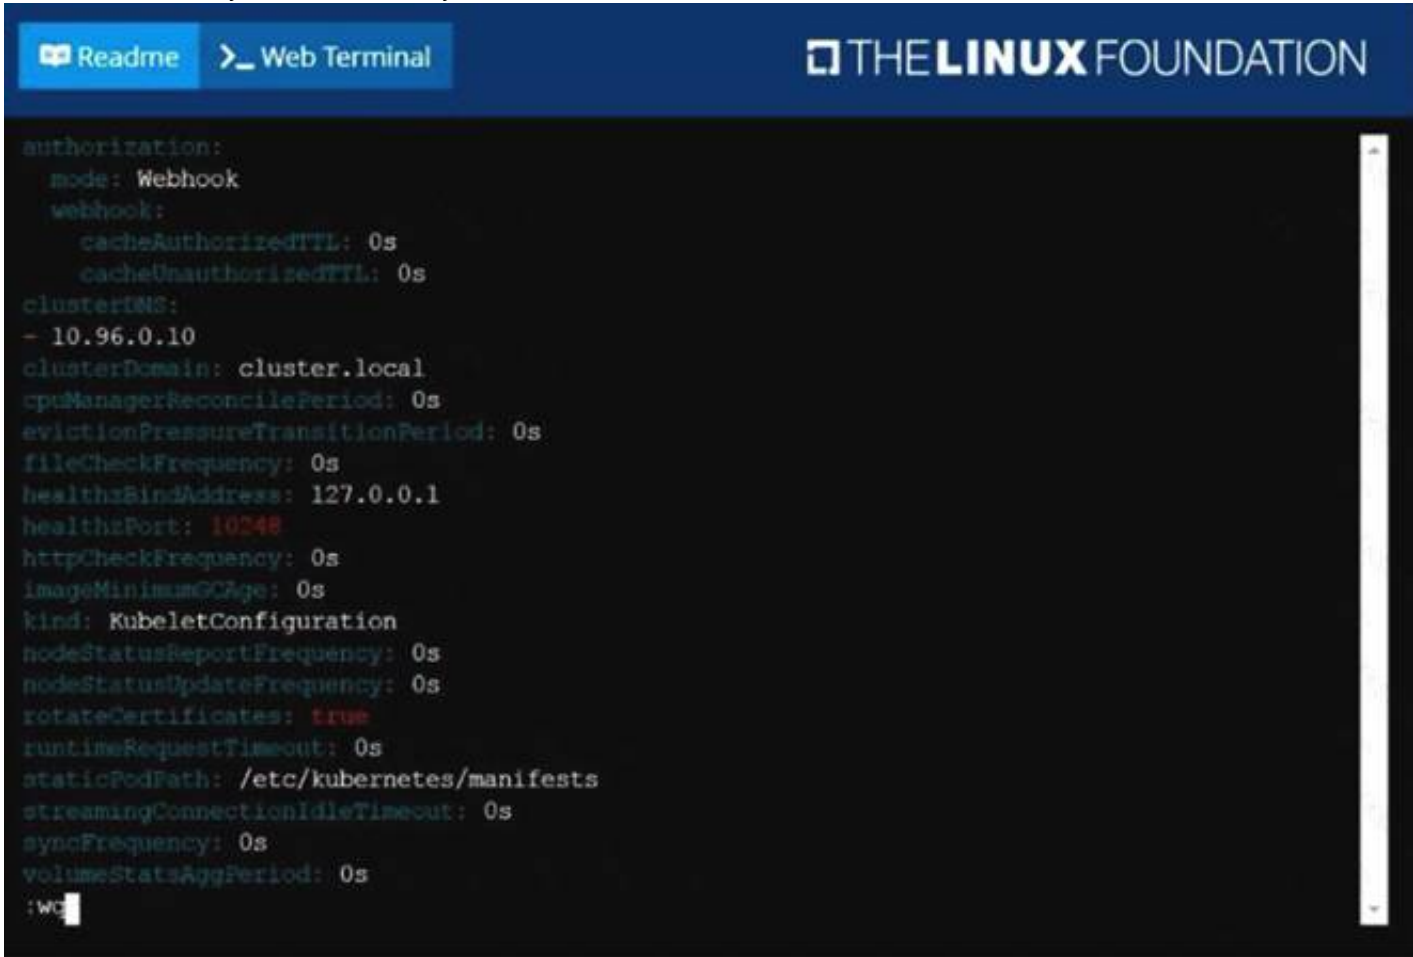 Readme
Web Terminal
THE LINUX FOUNDATION
authorization:
  mode: Webhook
  webhook:
    cacheAuthorizedTTL: 0s
    cacheUnauthorizedTTL: 0s
clusterDNS:
- 10.96.0.10
clusterDomain: cluster.local
cpuManagerReconcilePeriod: 0s
evictionPressureTransitionPeriod: 0s
fileCheckFrequency: 0s
healthzBindAddress: 127.0.0.1
healthzPort: 10248
httpCheckFrequency: 0s
imageMinimumGCAge: 0s
kind: KubeletConfiguration
nodeStatusReportFrequency: 0s
nodeStatusUpdateFrequency: 0s
rotateCertificates: true
runtimeRequestTimeout: 0s
staticPodPath: /etc/kubernetes/manifests
streamingConnectionIdleTimeout: 0s
syncFrequency: 0s
volumeStatsAggPeriod: 0s
:wq